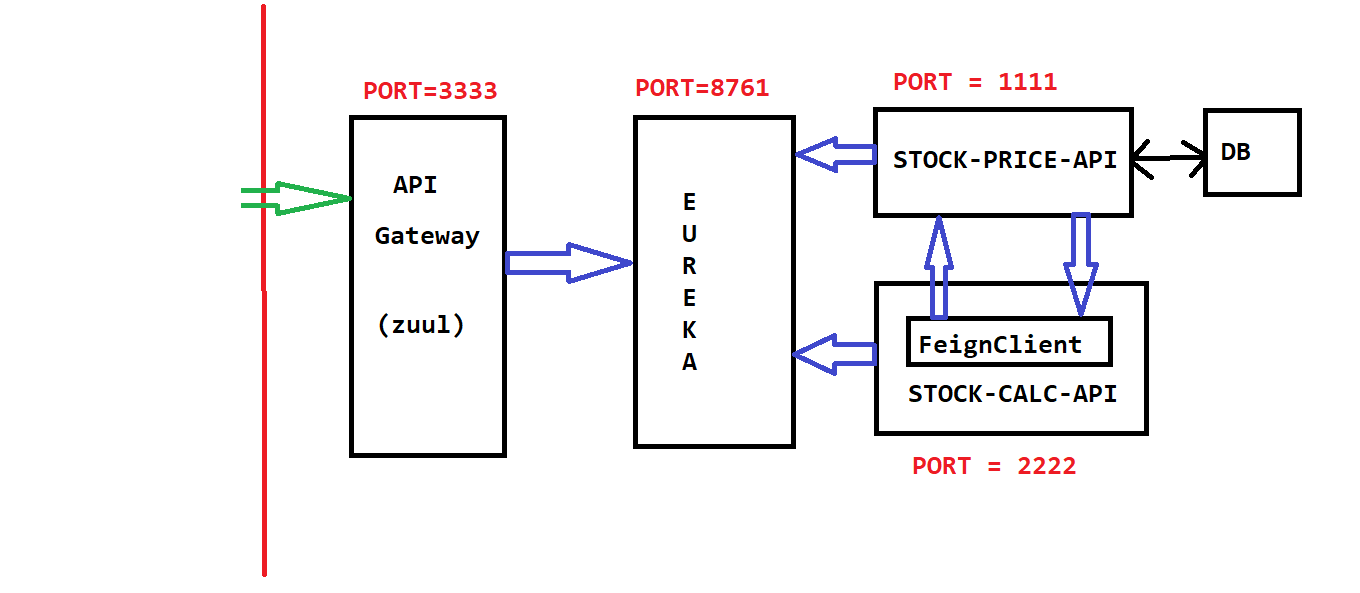 PORT=3333
API
Gateway
(zuul)
PORT=8761
E
U
R
E
K
A
PORT = 1111
STOCK-PRICE-API
DB
FeignClient
STOCK-CALC-API
PORT = 2222